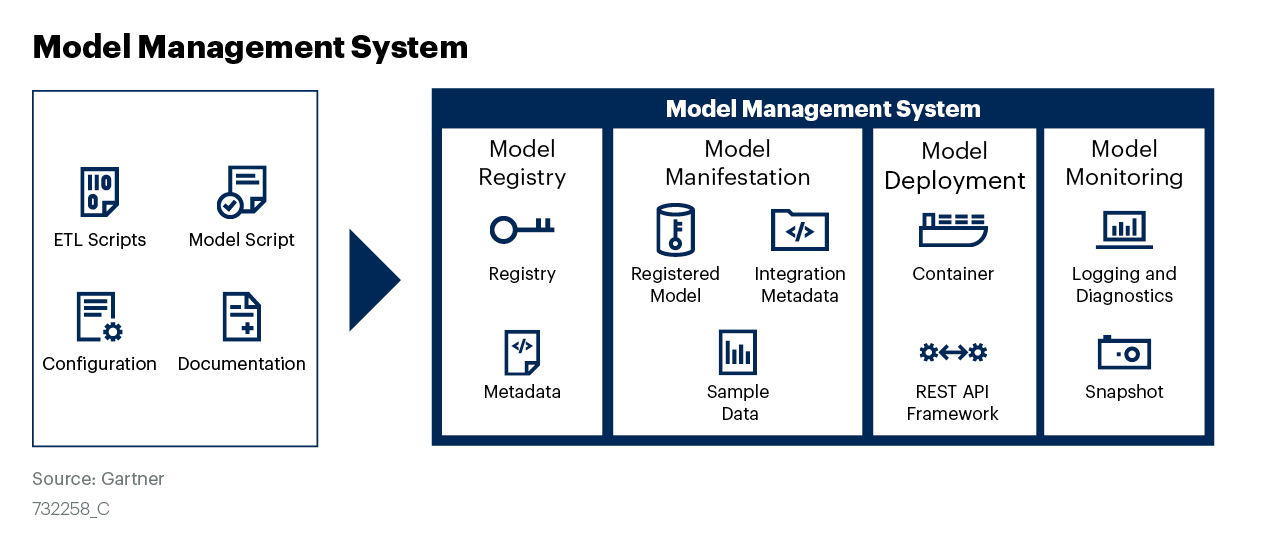 Model Management System
ETL Scripts
Model Script
Configuration
Documentation
Model Management System
Model
Registry
Registry
Metadata
Model
Manifestation
Registered
Model
Integration
Metadata
Sample
Data
Model
Deployment
Container
REST API
Framework
Model
Monitoring
Logging and
Diagnostics
Snapshot
Source: Gartner
732258_C